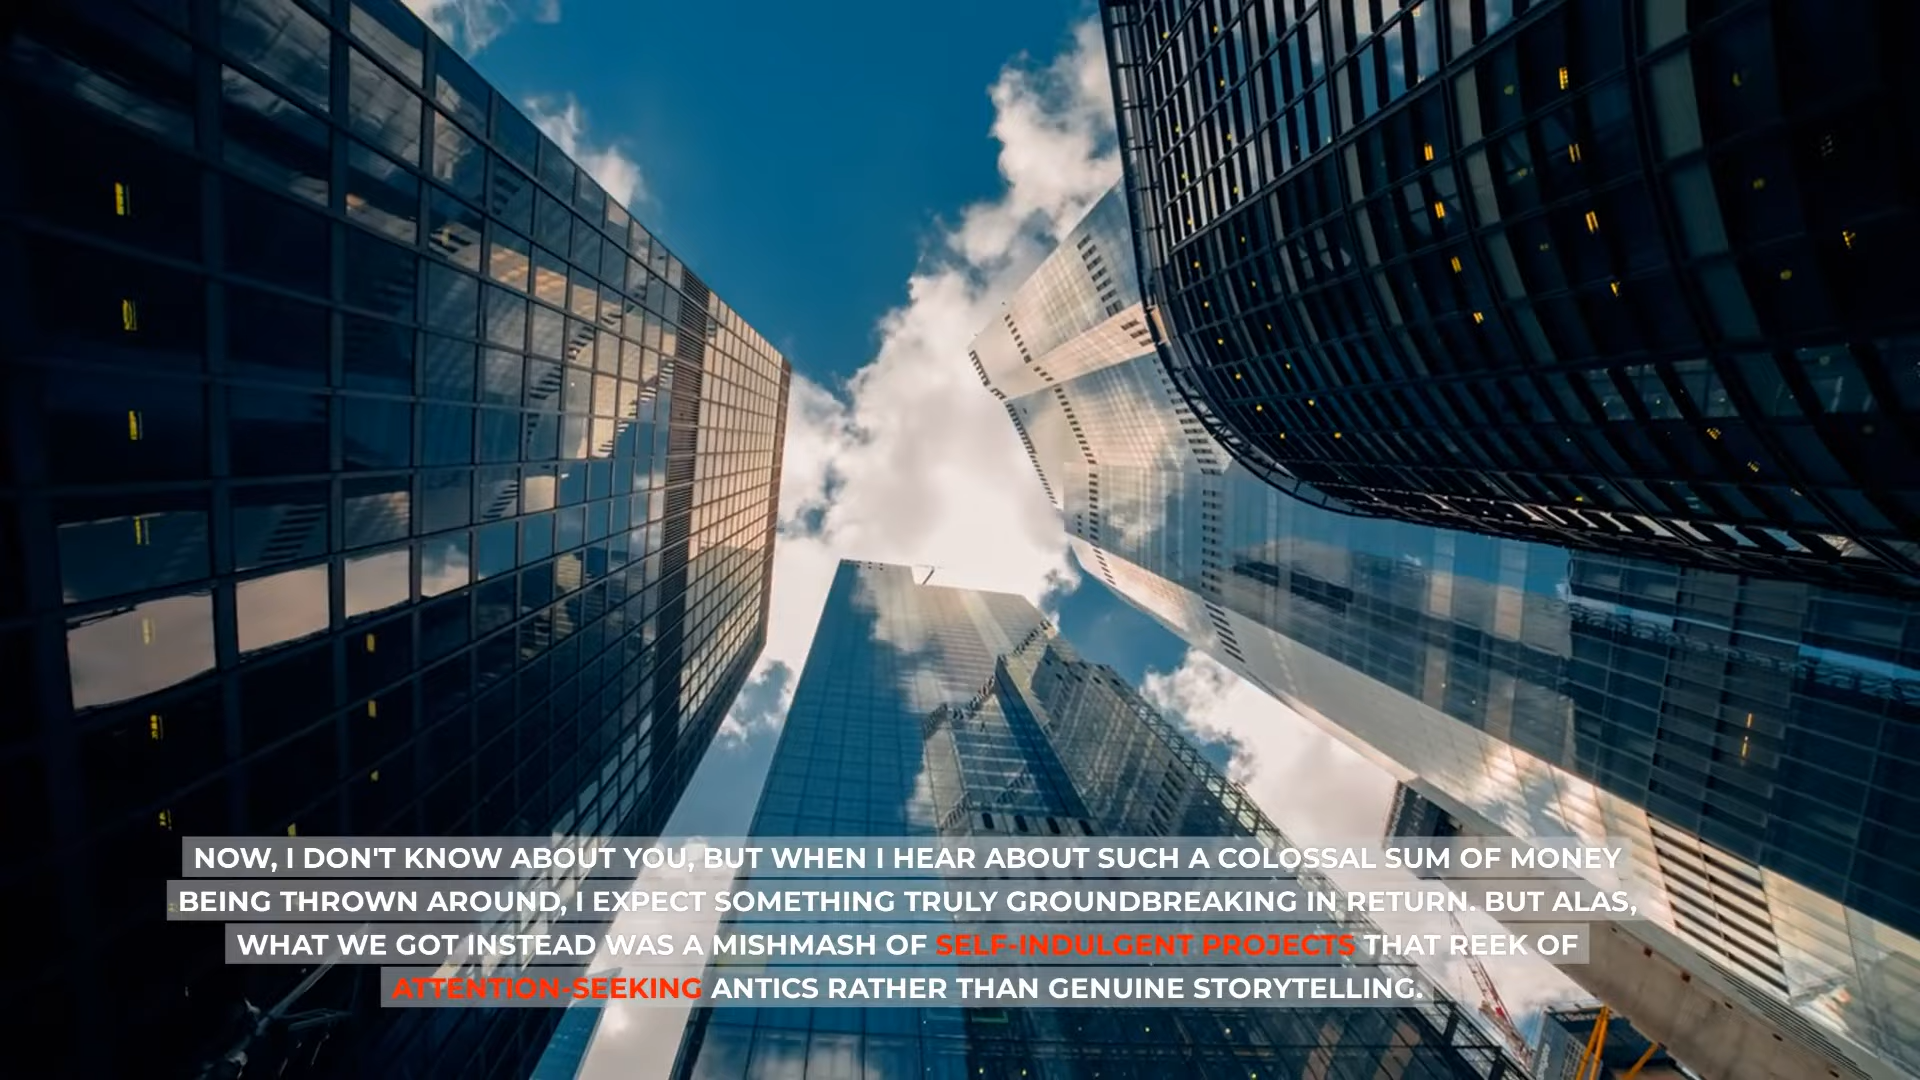 NOW, I DON'T KNOW ABOUT YOU, BUT WHEN I HEAR ABOUT SUCH A COLOSSAL SUM OF MONEY
BEING THROWN AROUND, I EXPECT SOMETHING TRULY GROUNDBREAKING IN RETURN. BUT ALAS,
WHAT WE GOT INSTEAD WAS A MISHMASH OF SELF-INDULGENT PROJECTS THAT REEK OF
ATTENTION-SEEKING ANTICS RATHER THAN GENUINE STORYTELLING.